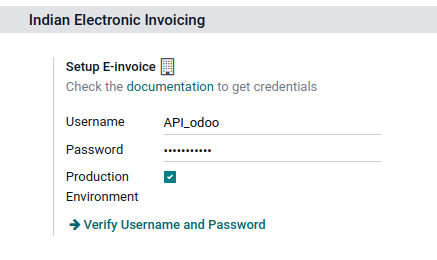 Indian Electronic Invoicing
Setup E-invoice
Check the documentation to get credentials
Username API_odoo
Password •••••••••••
Production
Environment
Verify Username and Password